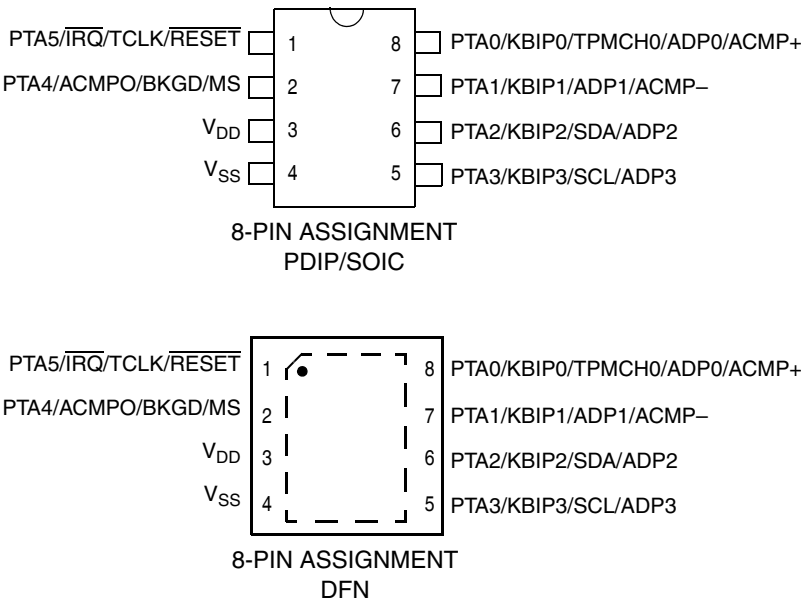 PTA5/IRQ/TCLK/RESET 1 8 PTA0/KBIP0/TPMCH0/ADP0/ACMP+
PTA4/ACMPO/BKGD/MS 2 7 PTA1/KBIP1/ADP1/ACMP–
VDD 3 6 PTA2/KBIP2/SDA/ADP2
VSS 4 5 PTA3/KBIP3/SCL/ADP3
8-PIN ASSIGNMENT
PDIP/SOIC
PTA5/IRQ/TCLK/RESET 1 8 PTA0/KBIP0/TPMCH0/ADP0/ACMP+
PTA4/ACMPO/BKGD/MS 2 7 PTA1/KBIP1/ADP1/ACMP–
VDD 3 6 PTA2/KBIP2/SDA/ADP2
VSS 4 5 PTA3/KBIP3/SCL/ADP3
8-PIN ASSIGNMENT
DFN